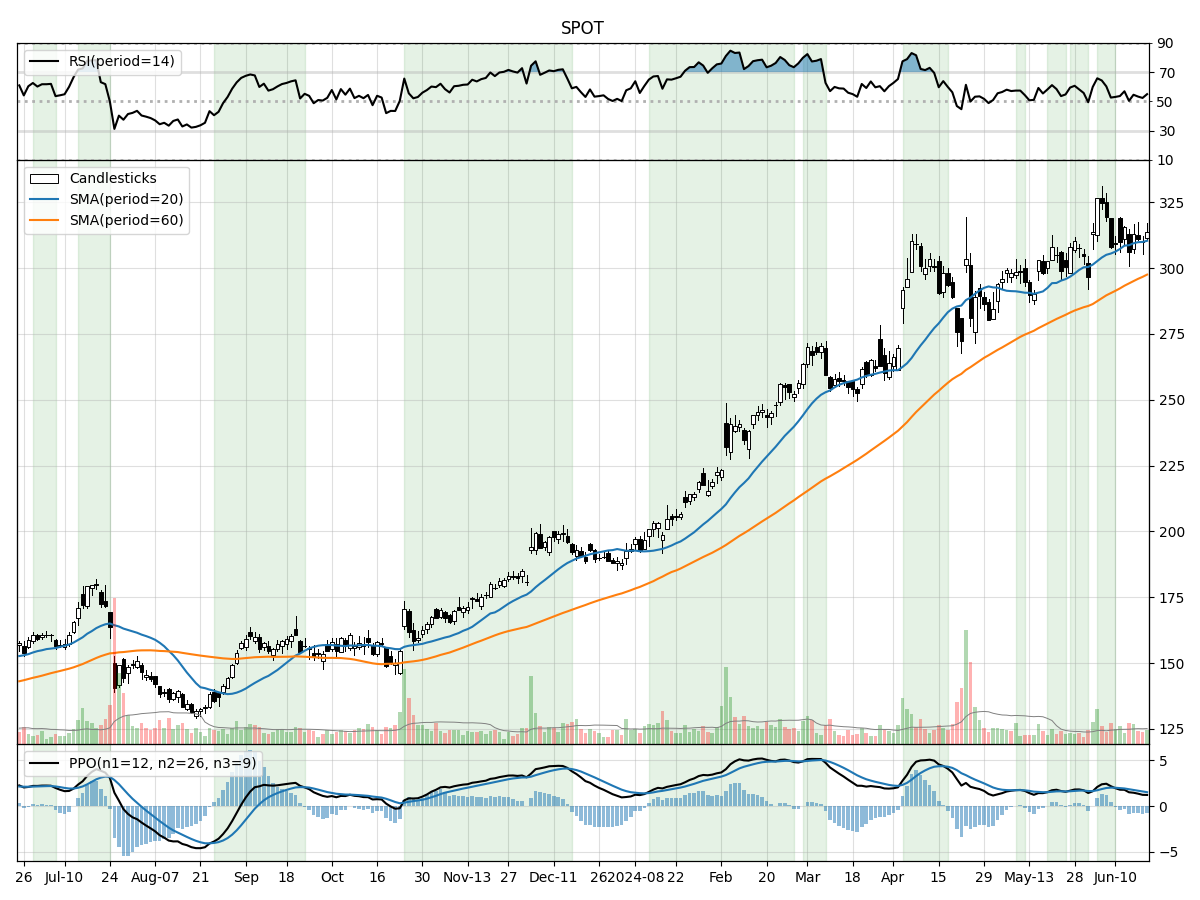 SPOT
RSI(period=14)
90
70
50
30
10
Candlesticks
SMA(period=20)
SMA(period=60)
325
300
275
250
225
200
175
150
125
PPO(n1=12, n2=26, n3=9)
5
0
−5
26 Jul-10 24 Aug-07 21 Sep 18 Oct 16 30 Nov-13 27 Dec-11 26 2024-08 22 Feb 20 Mar 18 Apr 15 29 May-13 28 Jun-10